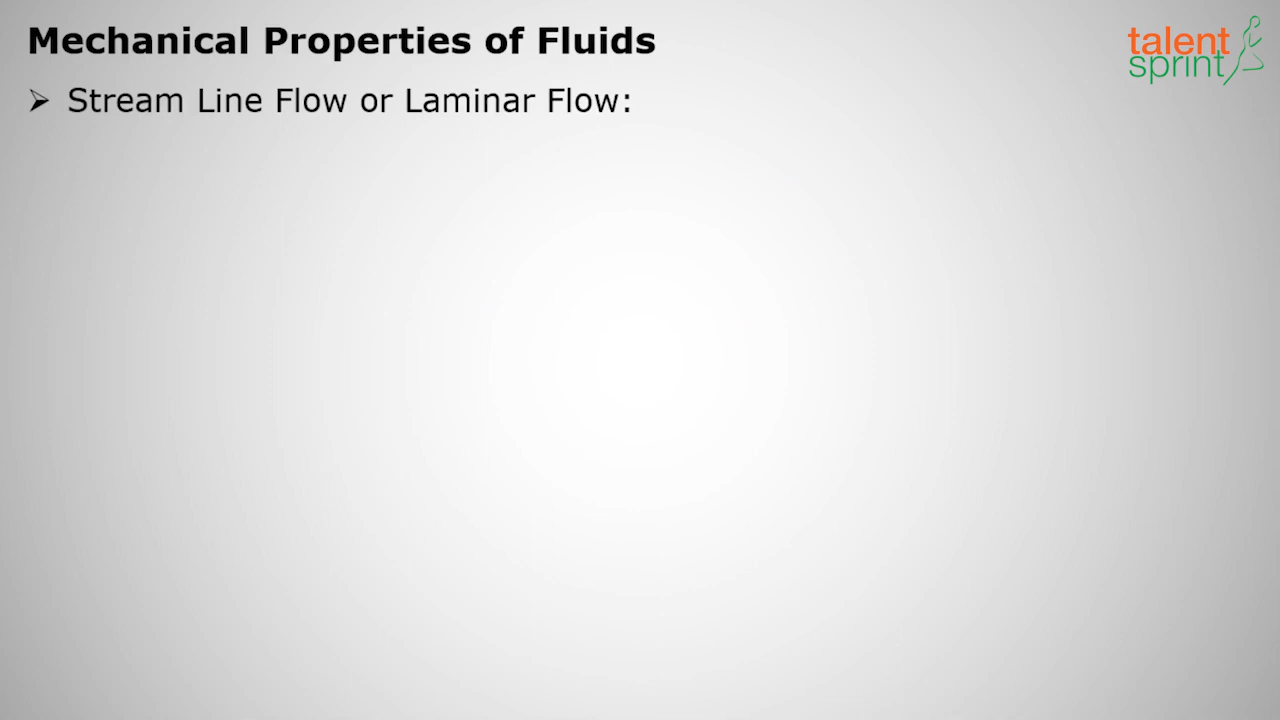 Mechanical Properties of Fluids
talent
sprint
➢ Stream Line Flow or Laminar Flow: